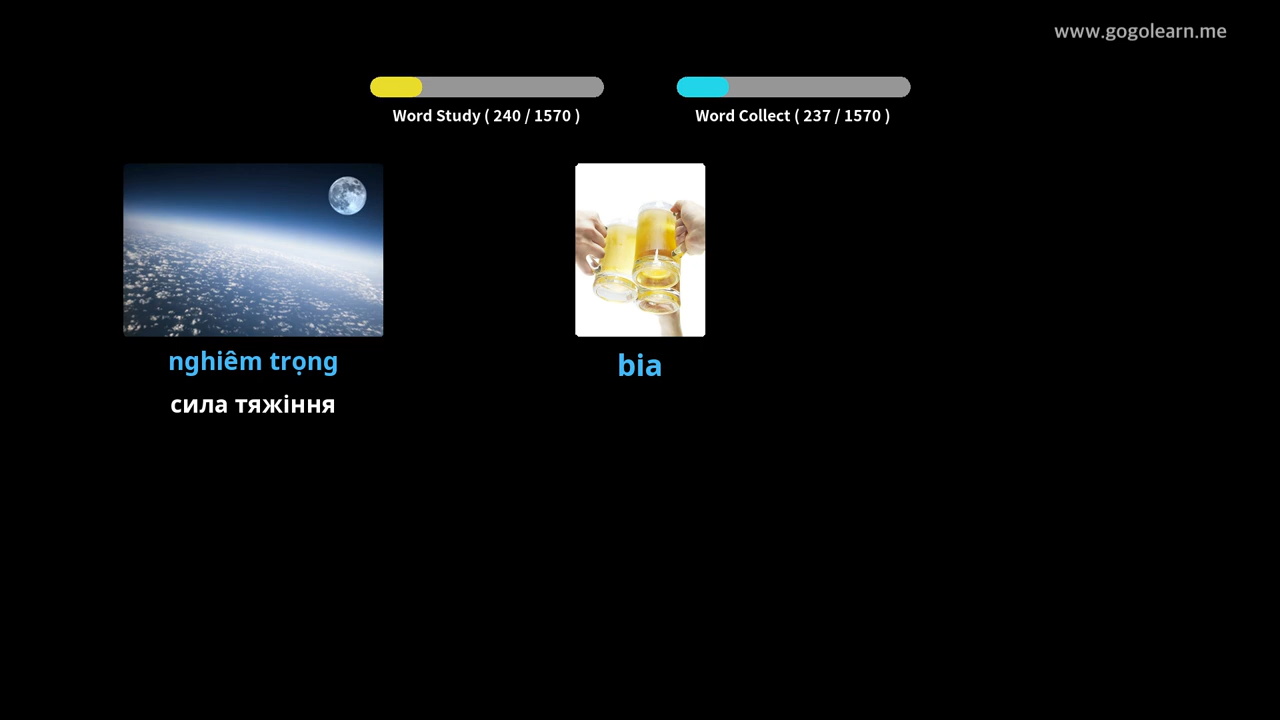 www.gogolearn.me
Word Study ( 240 / 1570 )
Word Collect ( 237 / 1570 )
nghiêm trọng
сила тяжіння
bia